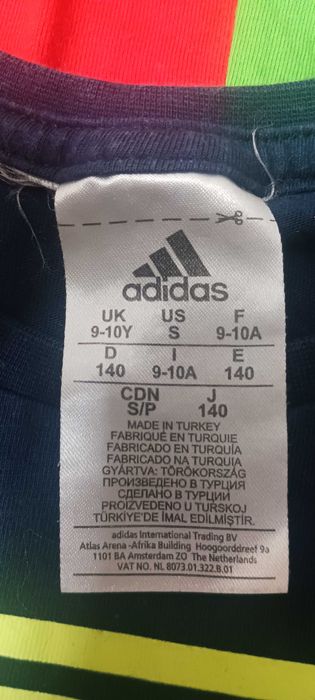 adidas
UK US F
9-10Y S 9-10A
D I E
140 9-10A 140
CDN J
S/P 140
MADE IN TURKEY
FABRIQUÉ EN TURQUIE
FABRICADO EN TURQUÍA
FABRICADO NA TURQUIA
GYÁRTVA: TÖRÖKORSZÁG
ПРОИЗВЕДЕНО В ТУРЦИЯ
СДЕЛАНО В ТУРЦИИ
PROIZVEDENO U TURSKOJ
TÜRKİYE'DE İMAL EDİLMİŞTİR.
adidas International Trading BV
Atlas Arena -Afrika Building Hoogoorddreef 9a
1101 BA Amsterdam ZO The Netherlands
VAT NO. NL 8073.01.322.B.01